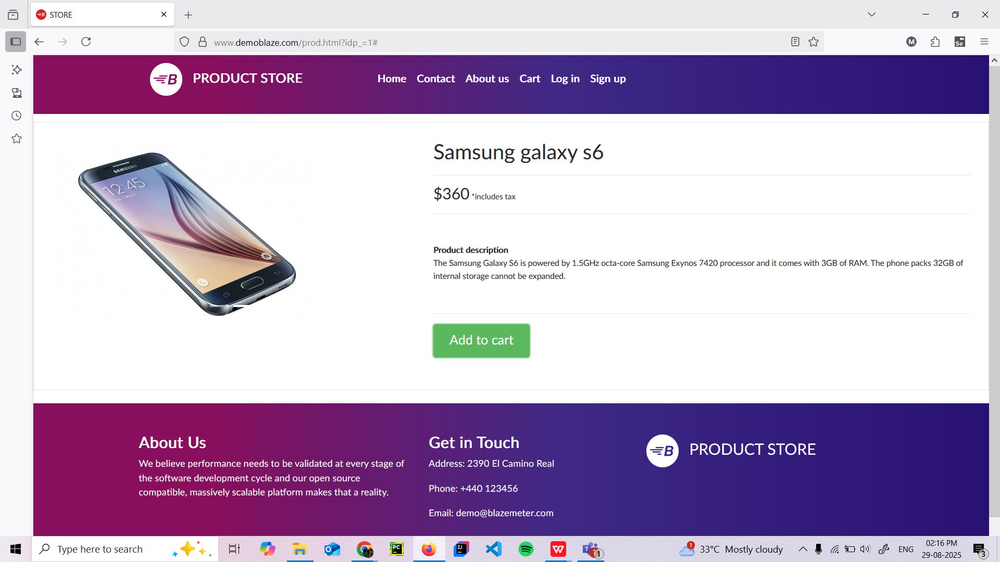 STORE
www.demoblaze.com/prod.html?idp_=1#
M
Se
B PRODUCT STORE
Home Contact About us Cart Log in Sign up
SAMSUNG
12:45
Samsung galaxy s6
$360 *includes tax
Product description
The Samsung Galaxy S6 is powered by 1.5GHz octa-core Samsung Exynos 7420 processor and it comes with 3GB of RAM. The phone packs 32GB of
internal storage cannot be expanded.
Add to cart
About Us
We believe performance needs to be validated at every stage of
the software development cycle and our open source
compatible, massively scalable platform makes that a reality.
Get in Touch
Address: 2390 El Camino Real
Phone: +440 123456
Email: demo@blazemeter.com
B PRODUCT STORE
Type here to search
PC
IJ
W
T
1
1
33°C Mostly cloudy
ENG
02:16 PM
29-08-2025
3